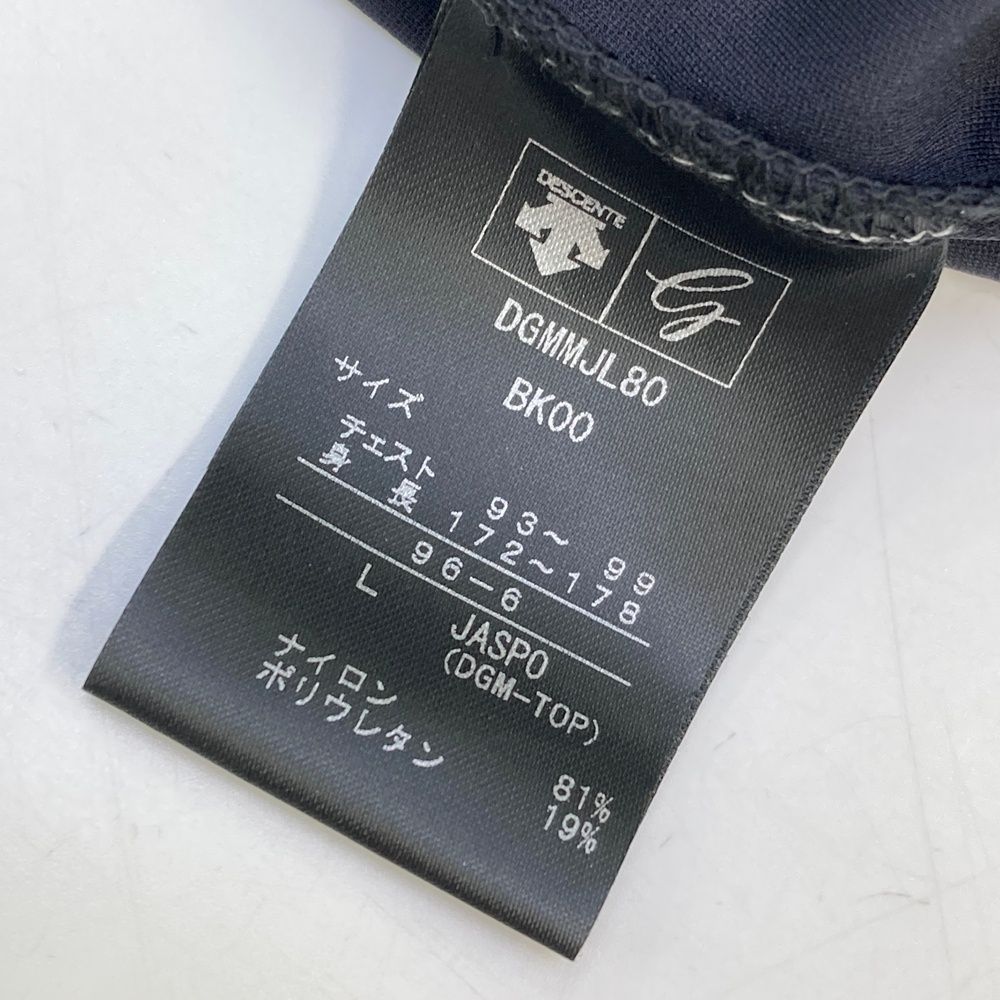 DESCENTE
G
DGMMJL80
BK00
サイズ
チェスト 93〜 99
身 長 172〜178
96-6
L JASPO
(DGM-TOP)
ナイロン 81%
ポリウレタン 19%